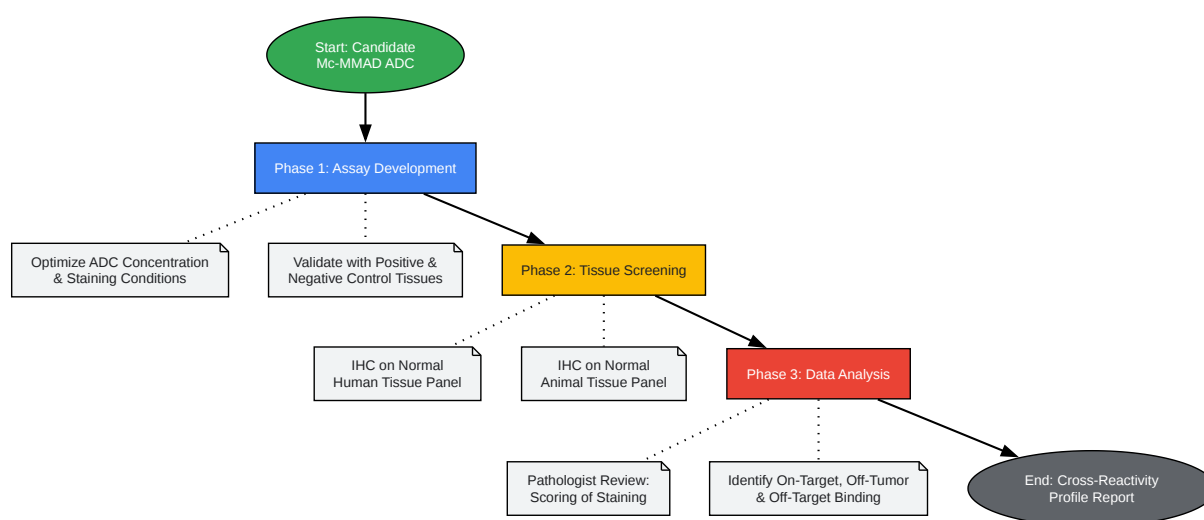 Start: Candidate
Mc-MMAD ADC
Phase 1: Assay Development
Optimize ADC Concentration
& Staining Conditions
Validate with Positive &
Negative Control Tissues
Phase 2: Tissue Screening
IHC on Normal
Human Tissue Panel
IHC on Normal
Animal Tissue Panel
Phase 3: Data Analysis
Pathologist Review:
Scoring of Staining
Identify On-Target, Off-Tumor
& Off-Target Binding
End: Cross-Reactivity
Profile Report